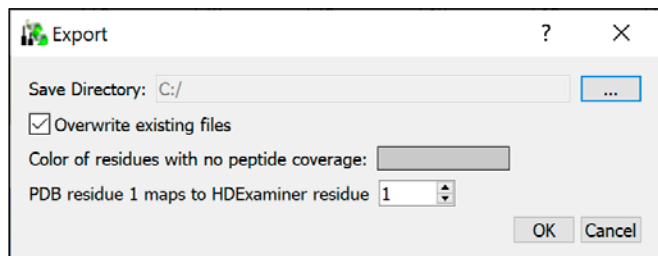 Export ?
Save Directory: C:/ ...
Overwrite existing files
Color of residues with no peptide coverage:
PDB residue 1 maps to HDExaminer residue 1
OK Cancel